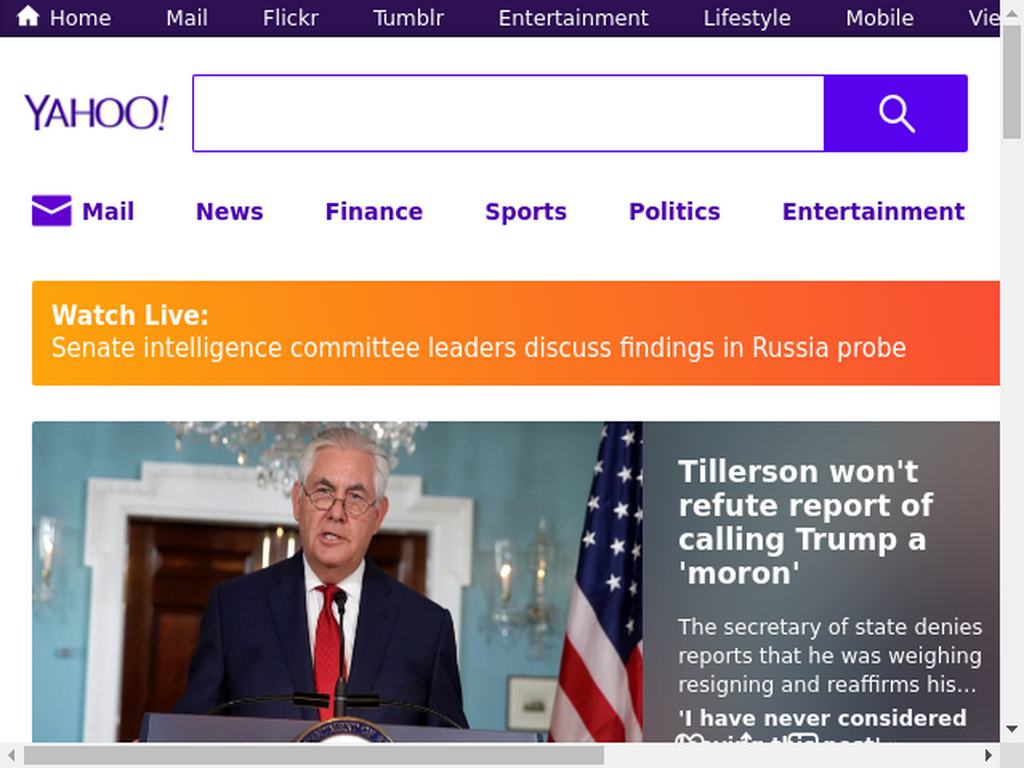 Home Mail Flickr Tumblr Entertainment Lifestyle Mobile
YAHOO!
Mail News Finance Sports Politics Entertainment
Watch Live:
Senate intelligence committee leaders discuss findings in Russia probe
Tillerson won't
refute report of
calling Trump a
'moron'
The secretary of state denies
reports that he was weighing
resigning and reaffirms his...
'I have never considered